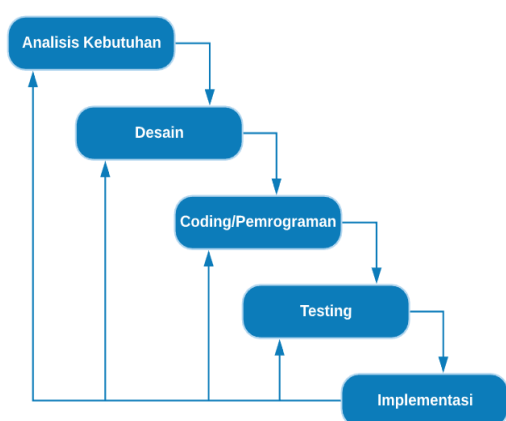 Analisis Kebutuhan
Desain
Coding/Pemrograman
Testing
Implementasi